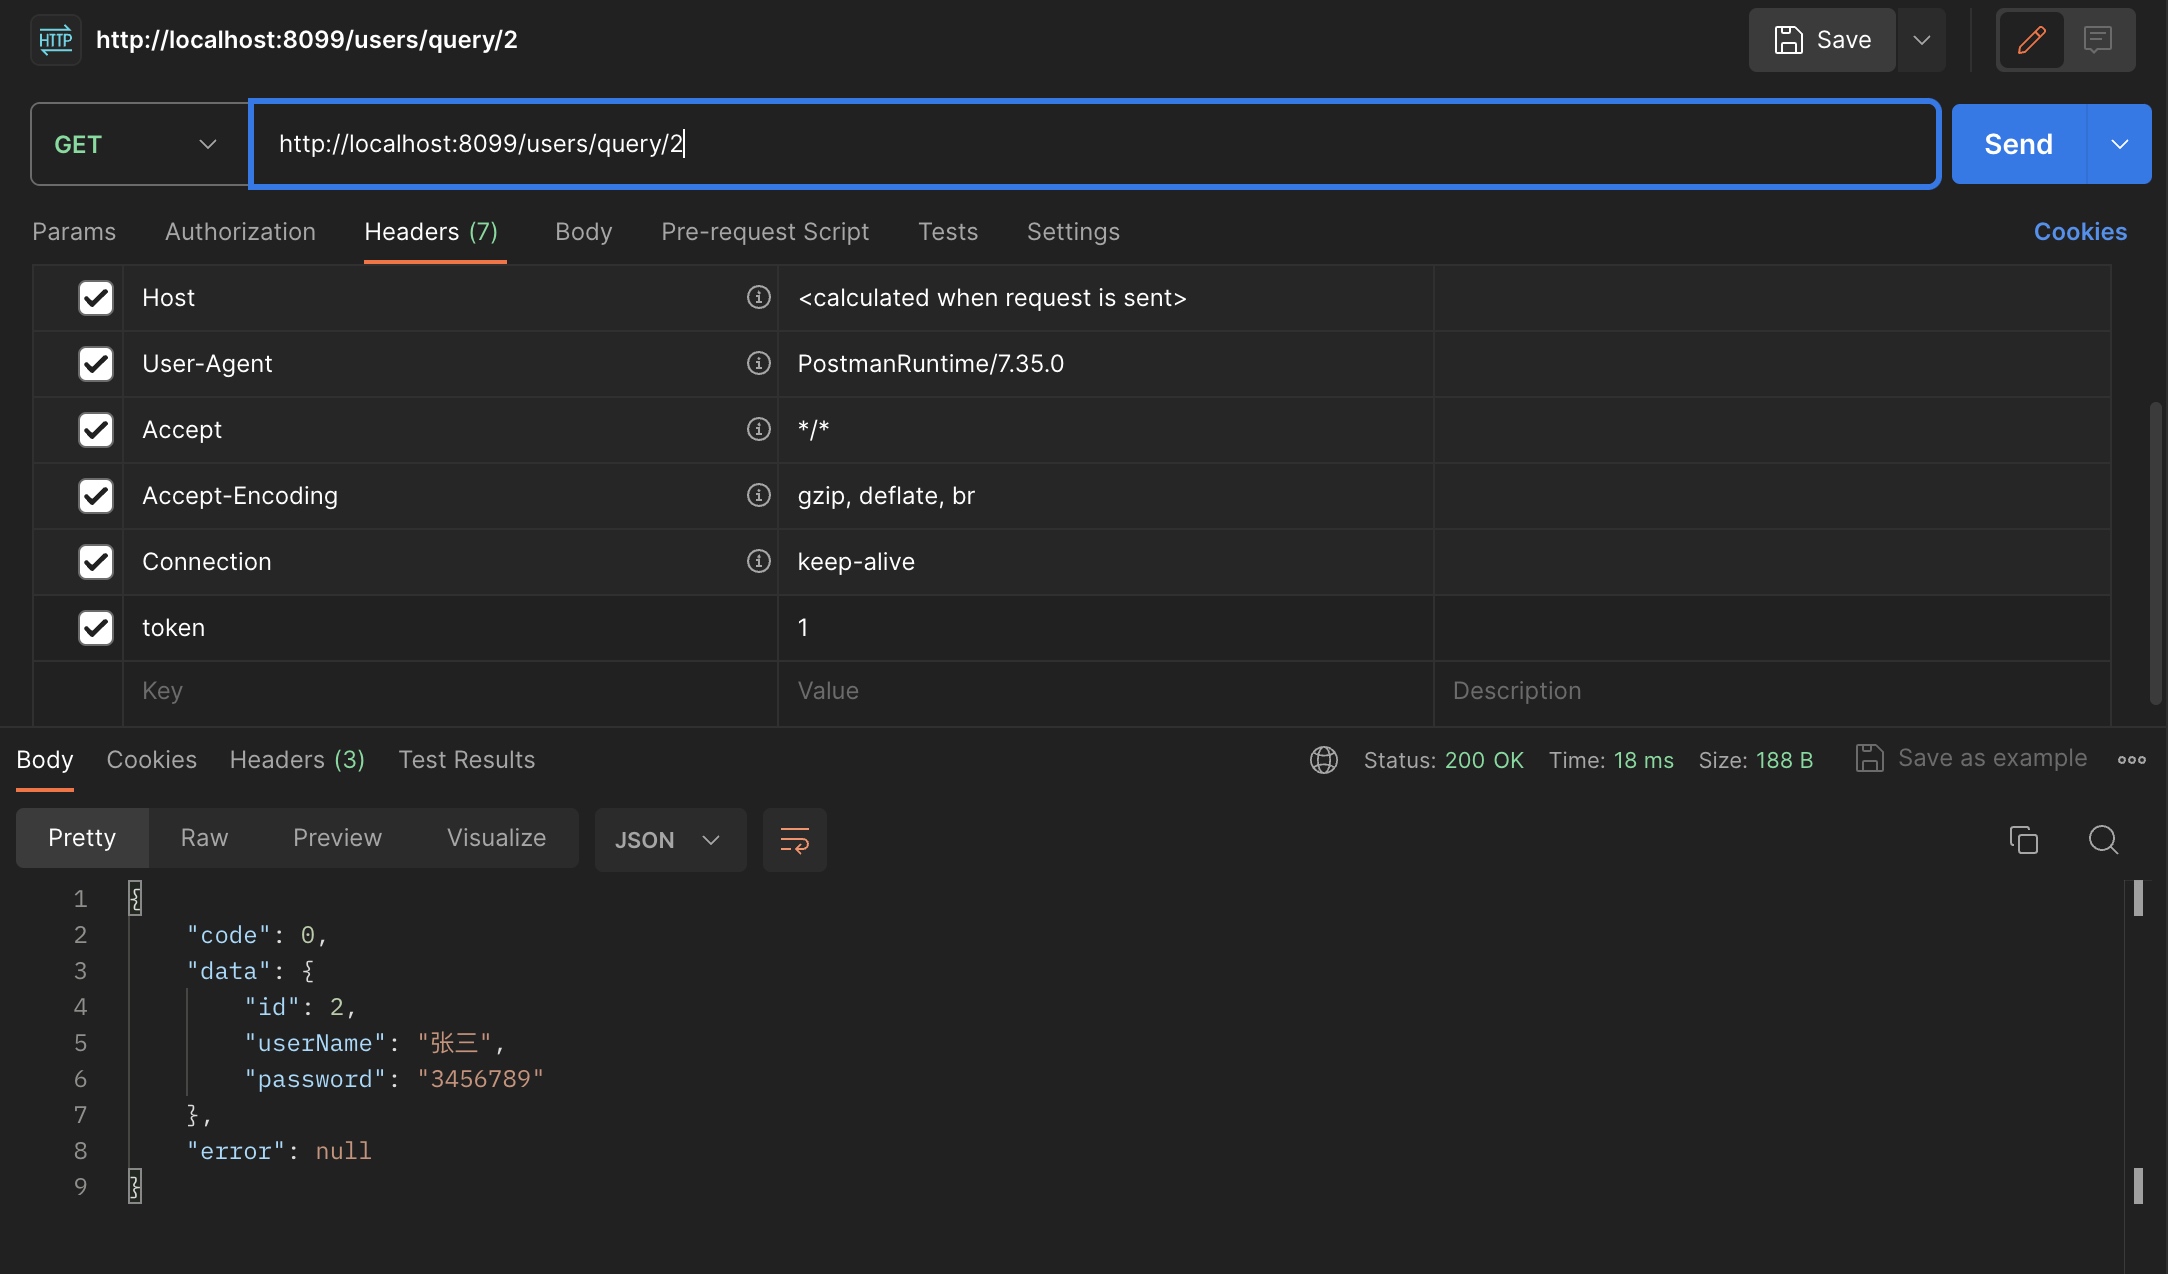 HTTP http://localhost:8099/users/query/2 Save
GET http://localhost:8099/users/query/2 Send
Params Authorization Headers (7) Body Pre-request Script Tests Settings Cookies
Host <calculated when request is sent>
User-Agent PostmanRuntime/7.35.0
Accept */*
Accept-Encoding gzip, deflate, br
Connection keep-alive
token 1
Key Value Description
Body Cookies Headers (3) Test Results Status: 200 OK Time: 18 ms Size: 188 B Save as example
Pretty Raw Preview Visualize JSON
1 {
2 "code": 0,
3 "data": {
4 "id": 2,
5 "userName": "张三",
6 "password": "3456789"
7 },
8 "error": null
9 }